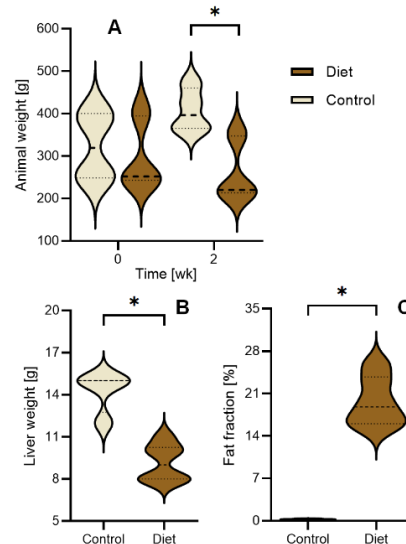 A
*
Animal weight [g]
600
500
400
300
200
100
0
2
Time [wk]
Diet
Control
B
*
Liver weight [g]
20
17
14
11
8
5
Control
Diet
C
*
Fat fraction [%]
35
28
21
14
7
0
Control
Diet